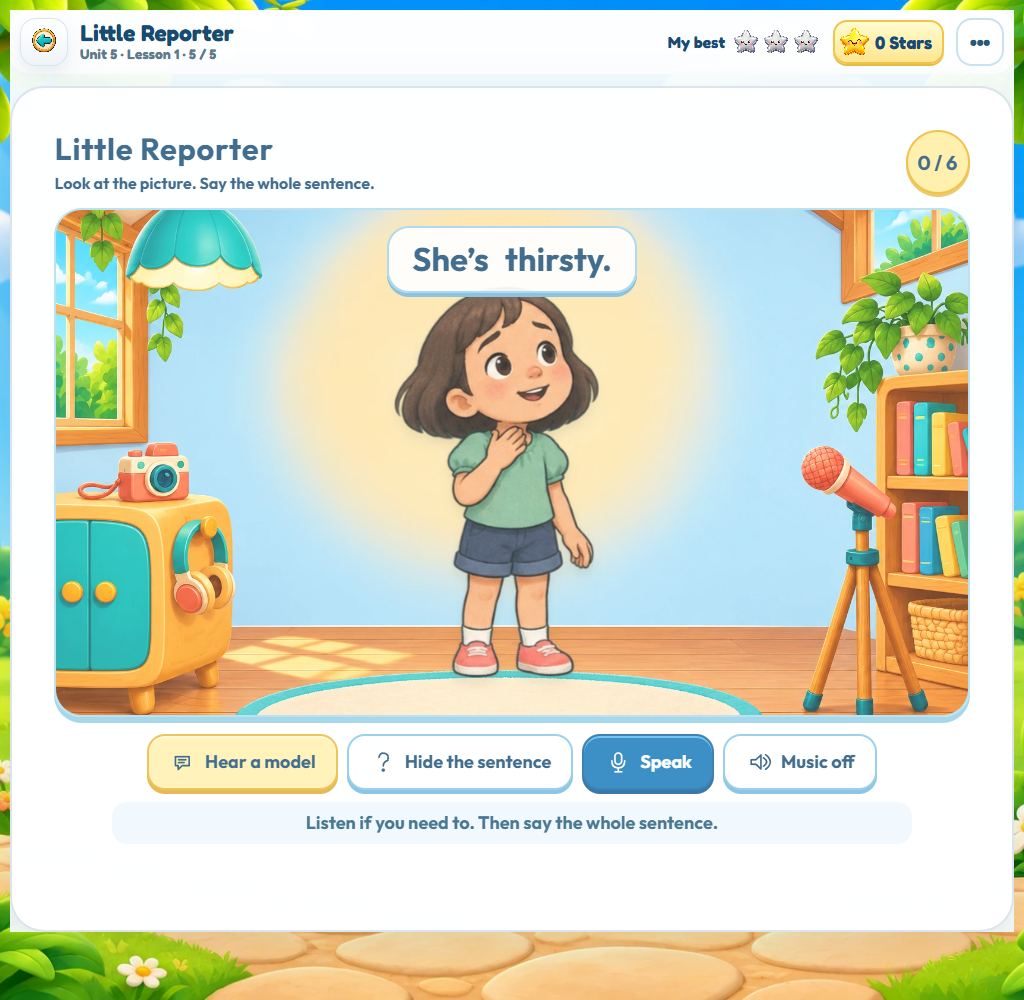 Little Reporter
Unit 5 · Lesson 1 · 5 / 5
My best
0 Stars
•••
Little Reporter
Look at the picture. Say the whole sentence.
0 / 6
She’s thirsty.
Hear a model
? Hide the sentence
Speak
Music off
Listen if you need to. Then say the whole sentence.